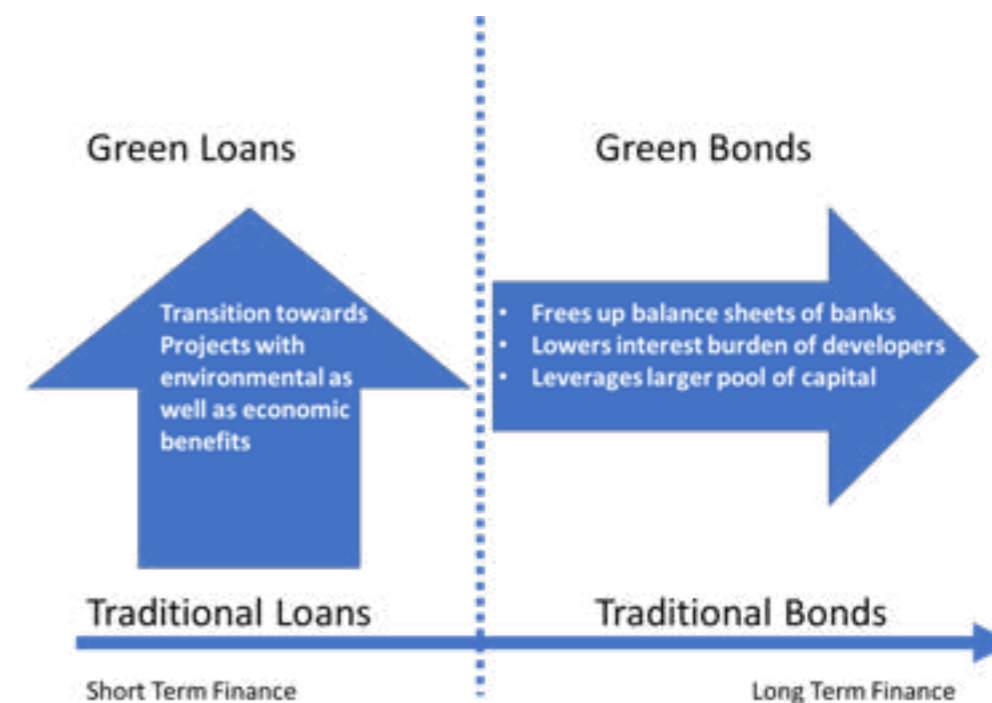 Green Loans
Green Bonds
Transition towards
Projects with
environmental as
well as economic
benefits
• Frees up balance sheets of banks
• Lowers interest burden of developers
• Leverages larger pool of capital
Traditional Loans
Traditional Bonds
Short Term Finance
Long Term Finance